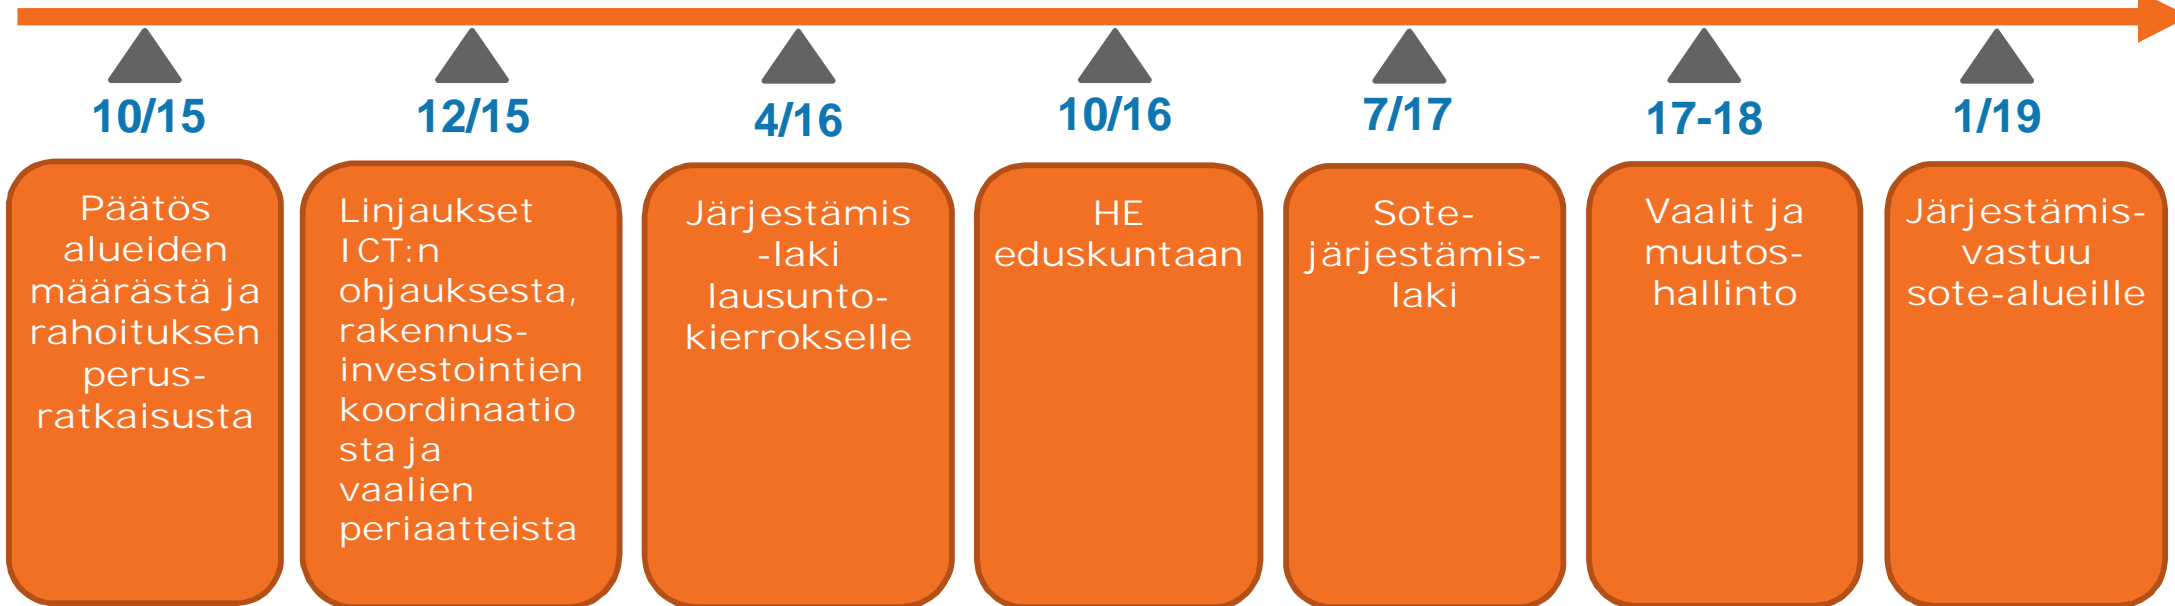 10/15
12/15
4/16
10/16
7/17
17-18
1/19
Päätös
alueiden
määrästä ja
rahoituksen
perus-
ratkaisusta
Linjaukset
ICT:n
ohjauksesta,
rakennus-
investointien
koordinaatio
sta ja
vaalien
periaatteista
Järjestämis
-laki
lausunto-
kierrokselle
HE
eduskuntaan
Sote-
järjestämis-
laki
Vaalit ja
muutos-
hallinto
Järjestämis-
vastuu
sote-alueille